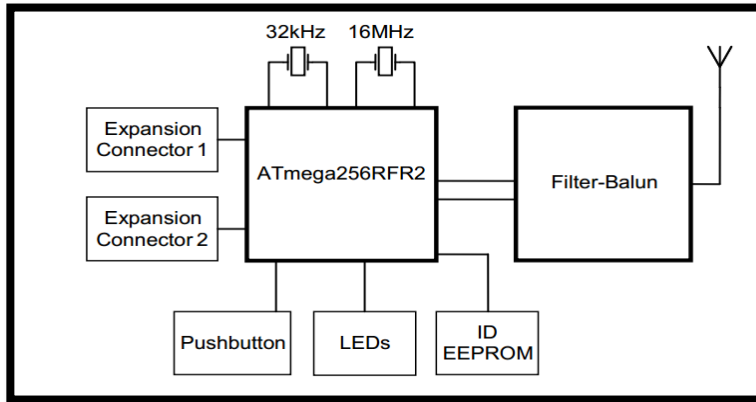 32kHz
16MHz
Expansion
Connector 1
ATmega256RFR2
Filter-Balun
Expansion
Connector 2
Pushbutton
LEDs
ID
EEPROM